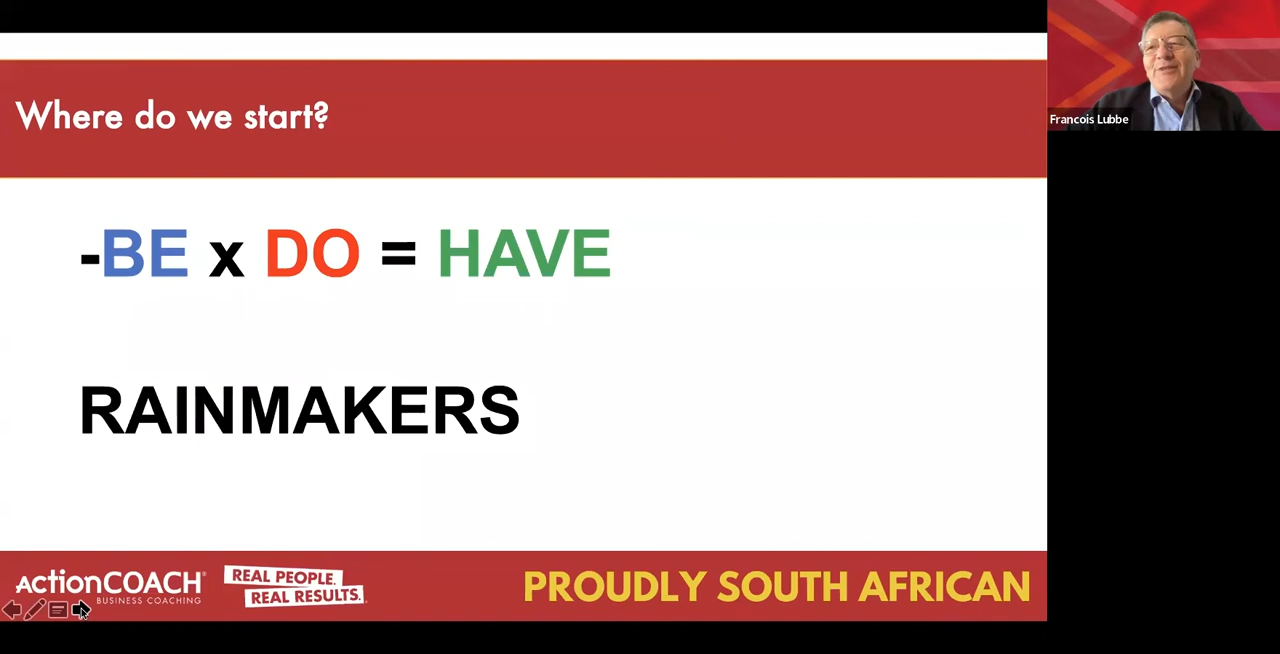 Where do we start?
Francois Lubbe
-BE x DO = HAVE
RAINMAKERS
ActionCOACH®
BUSINESS COACHING
REAL PEOPLE.
REAL RESULTS.
PROUDLY SOUTH AFRICAN